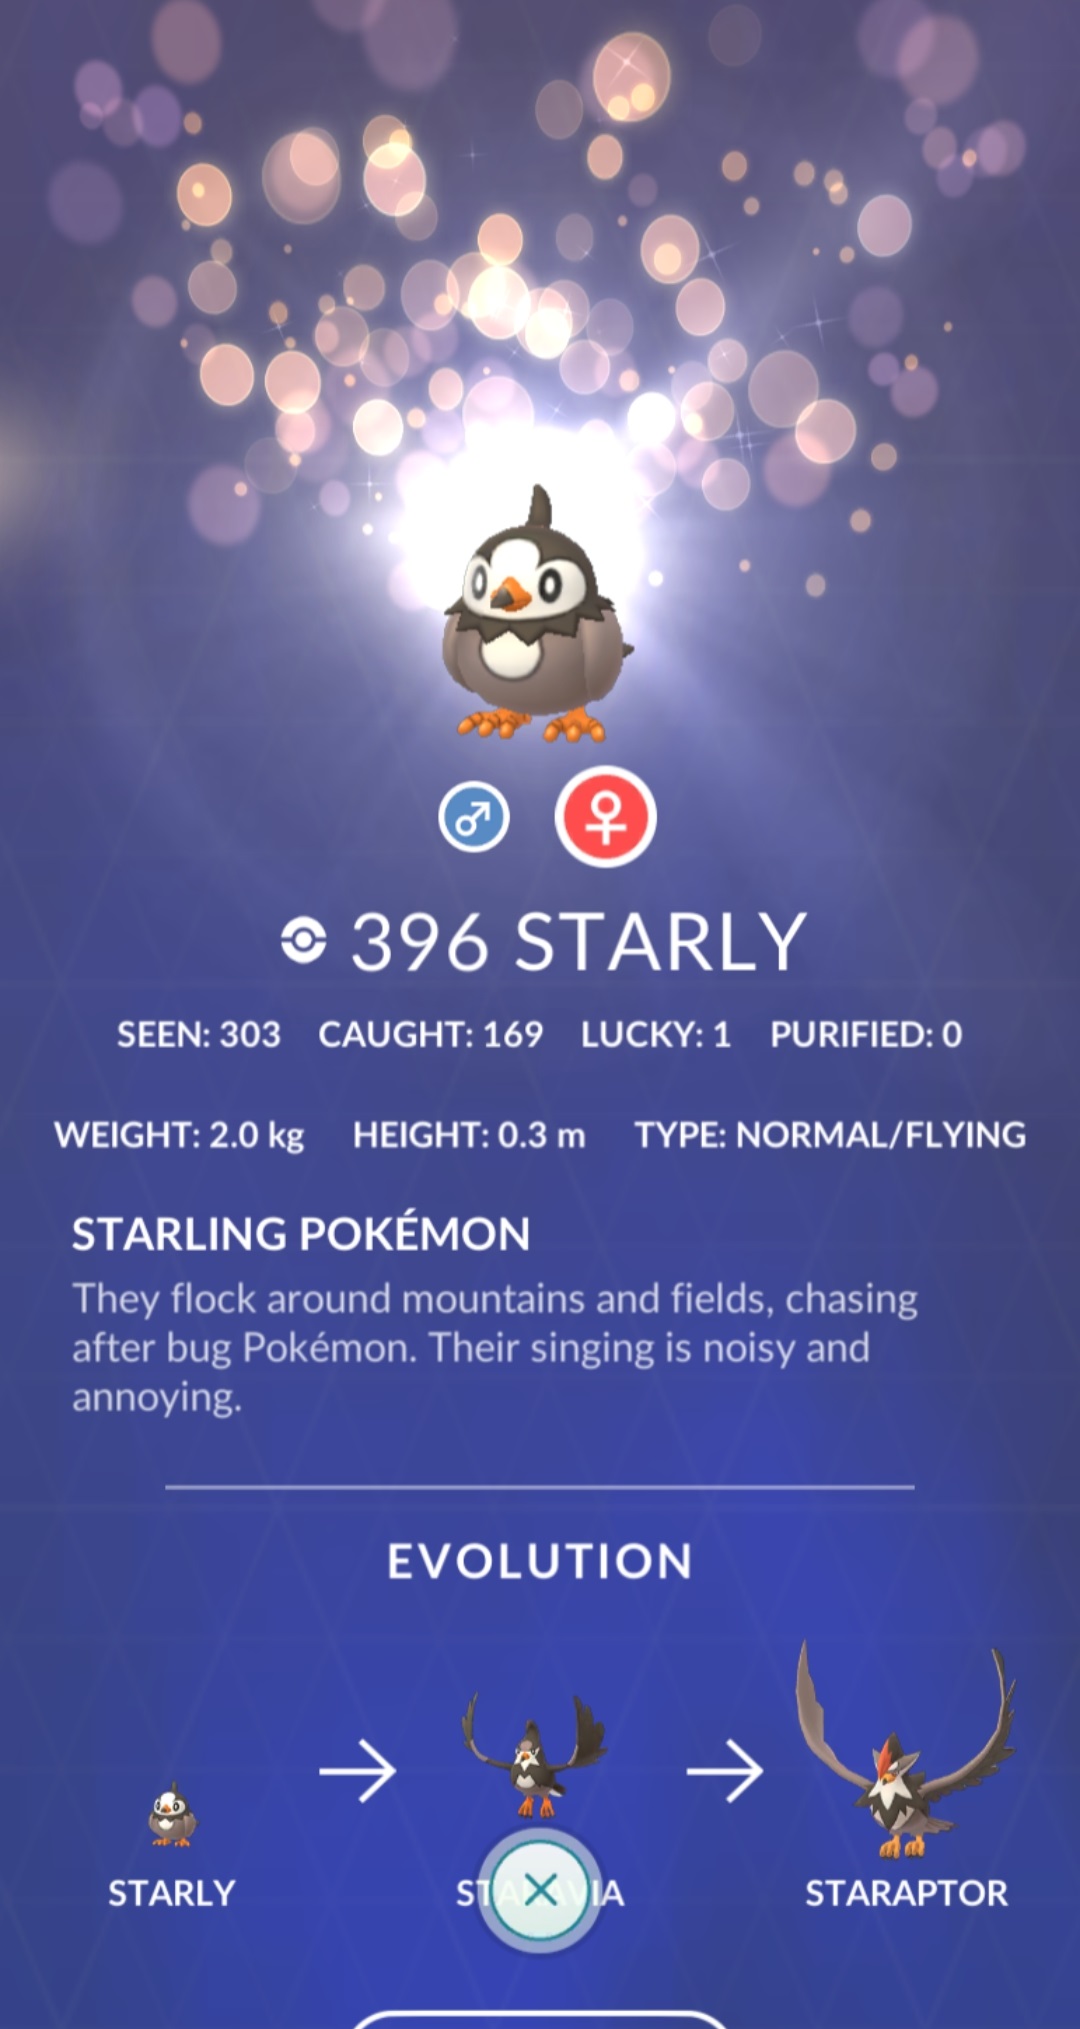 396 STARLY
SEEN: 303 CAUGHT: 169 LUCKY: 1 PURIFIED: 0
WEIGHT: 2.0 kg HEIGHT: 0.3 m TYPE: NORMAL/FLYING
STARLING POKÉMON
They flock around mountains and fields, chasing
after bug Pokémon. Their singing is noisy and
annoying.
EVOLUTION
STARLY STARAPTOR